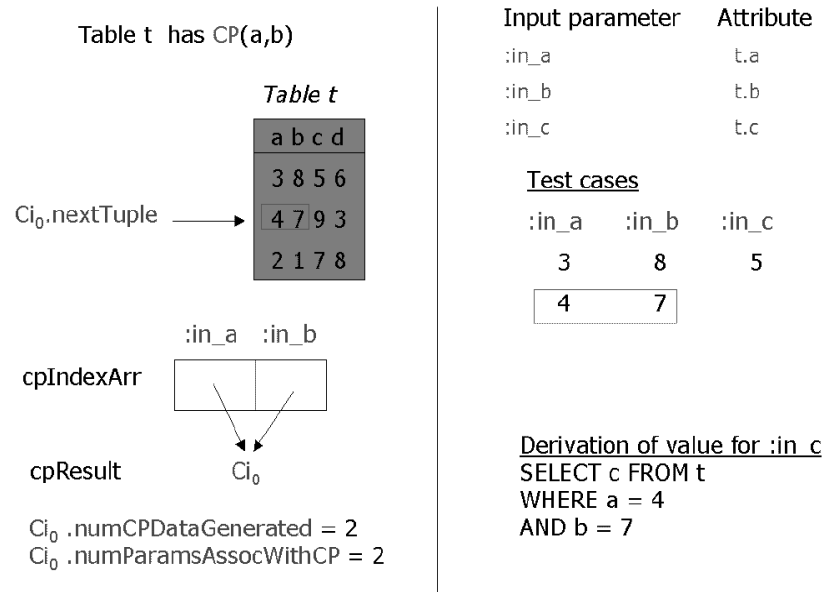 Table t has CP(a,b)
Table t
a b c d
3 8 5 6
Ci0.nextTuple
4 7 9 3
2 1 7 8
:in_a :in_b
cpIndexArr
cpResult Ci0
Ci0 .numCPDataGenerated = 2
Ci0 .numParamsAssocWithCP = 2
Input parameter Attribute
:in_a t.a
:in_b t.b
:in_c t.c
Test cases
:in_a :in_b :in_c
3 8 5
4 7
Derivation of value for :in_c
SELECT c FROM t
WHERE a = 4
AND b = 7